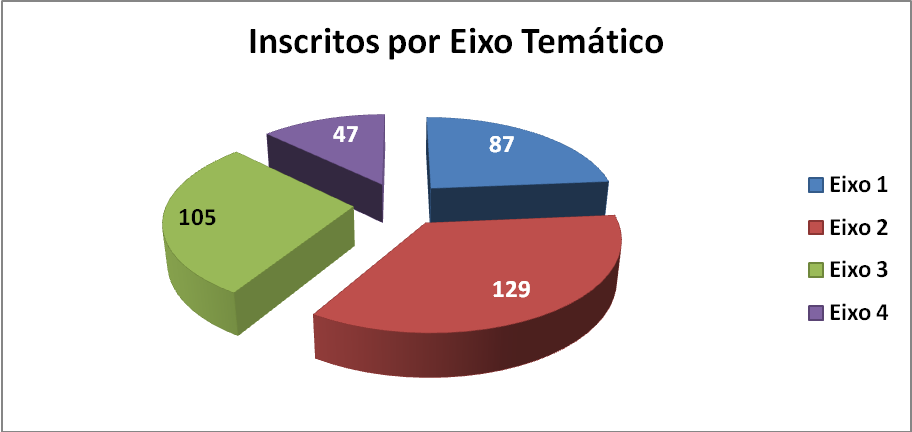 Inscritos por Eixo Temático
47
87
105
129
Eixo 1
Eixo 2
Eixo 3
Eixo 4